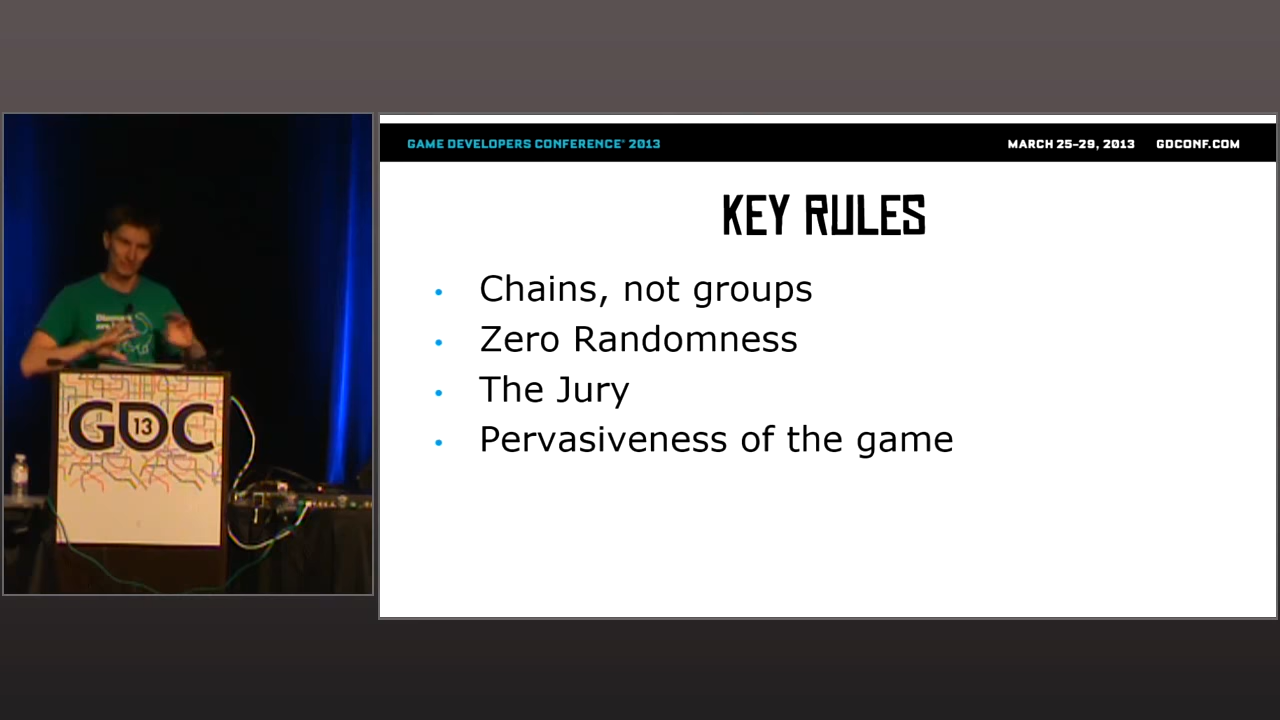 GAME DEVELOPERS CONFERENCE® 2013
MARCH 25-29, 2013 GDCONF.COM
KEY RULES
• Chains, not groups
• Zero Randomness
• The Jury
• Pervasiveness of the game
GDC
13